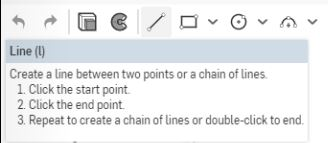 Line (l)
Create a line between two points or a chain of lines.
1. Click the start point.
2. Click the end point.
3. Repeat to create a chain of lines or double-click to end.